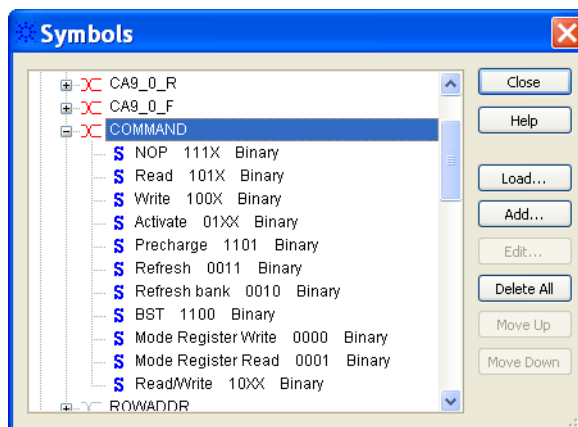 Symbols
CA9_0_R
CA9_0_F
COMMAND
S NOP 111X Binary
S Read 101X Binary
S Write 100X Binary
S Activate 01XX Binary
S Precharge 1101 Binary
S Refresh 0011 Binary
S Refresh bank 0010 Binary
S BST 1100 Binary
S Mode Register Write 0000 Binary
S Mode Register Read 0001 Binary
S Read/Write 10XX Binary
ROWADDR
Close
Help
Load...
Add...
Edit...
Delete All
Move Up
Move Down